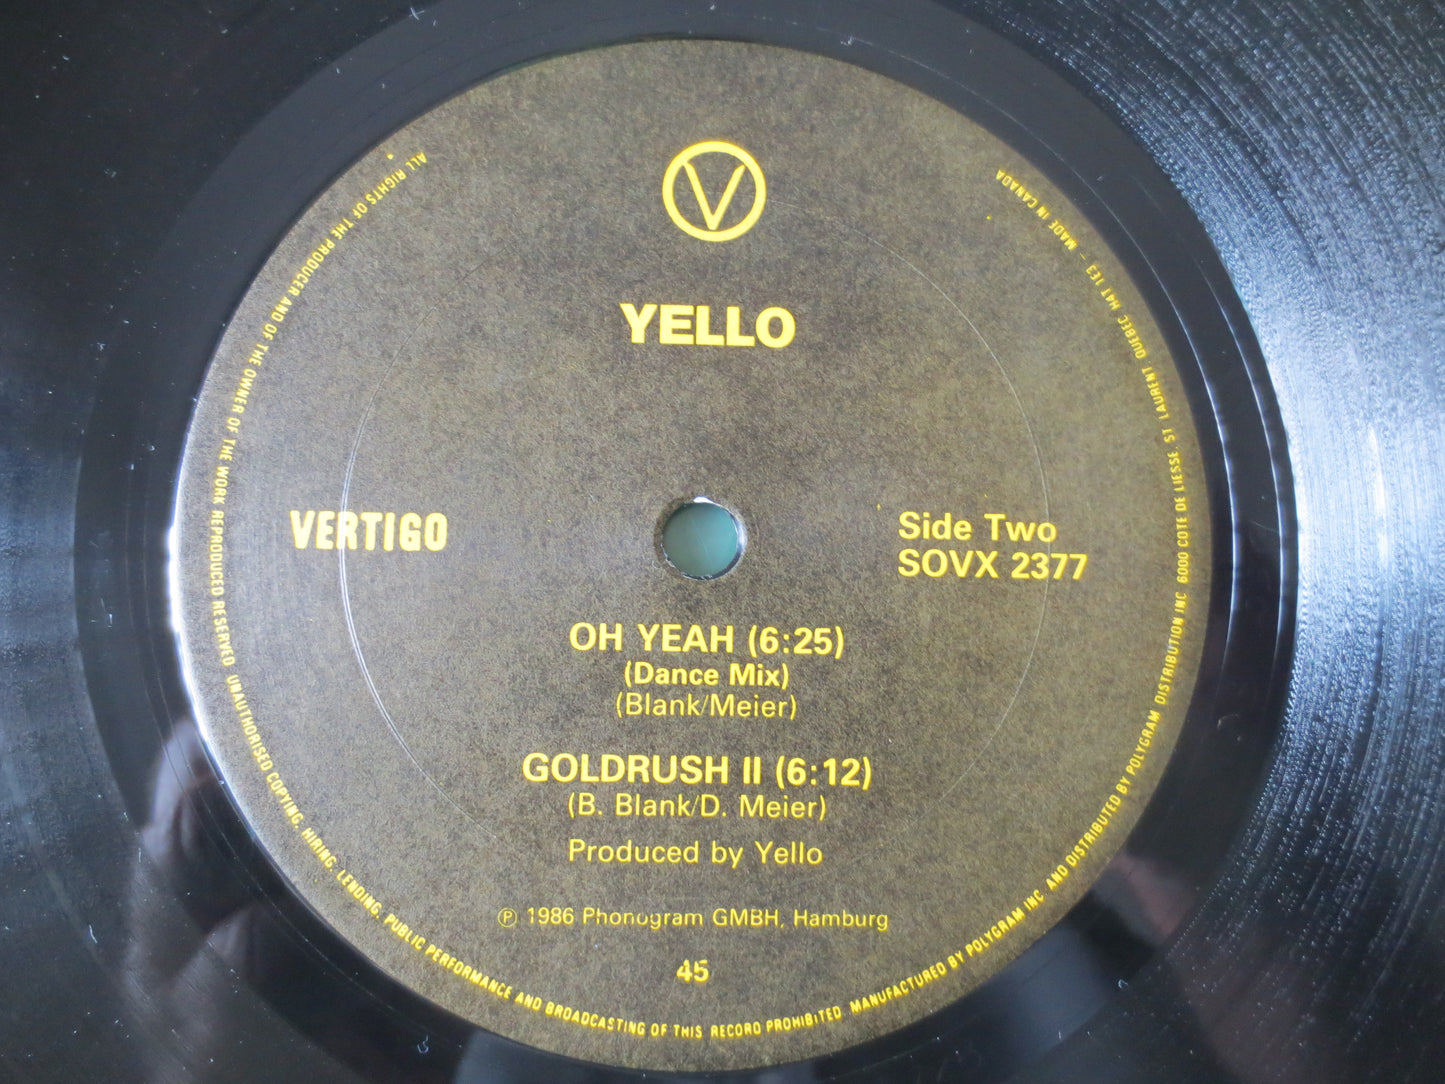 V
YELLO
VERTIGO
Side Two
SOVX 2377
OH YEAH (6:25)
(Dance Mix)
(Blank/Meier)
GOLDRUSH II (6:12)
(B. Blank/D. Meier)
Produced by Yello
℗ 1986 Phonogram GMBH, Hamburg
45
ALL RIGHTS OF THE PRODUCER AND OF THE OWNER OF THE WORK REPRODUCED RESERVED UNAUTHORISED COPYING, HIRING, LENDING, PUBLIC PERFORMANCE AND BROADCASTING OF THIS RECORD PROHIBITED. MANUFACTURED BY POLYGRAM INC. AND DISTRIBUTED BY POLYGRAM DISTRIBUTION INC 6000 COTE DE LIESSE ST LAURENT, QUEBEC H4T 1E3 – MADE IN CANADA